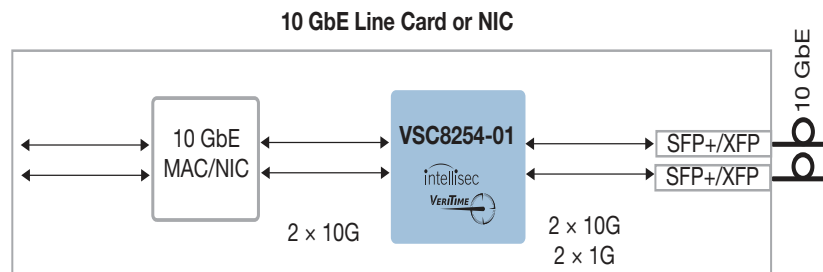 10 GbE Line Card or NIC
10 GbE
10 GbE
MAC/NIC
VSC8254-01
intellisec
VERITIME
SFP+/XFP
SFP+/XFP
2 × 10G
2 × 10G
2 × 1G